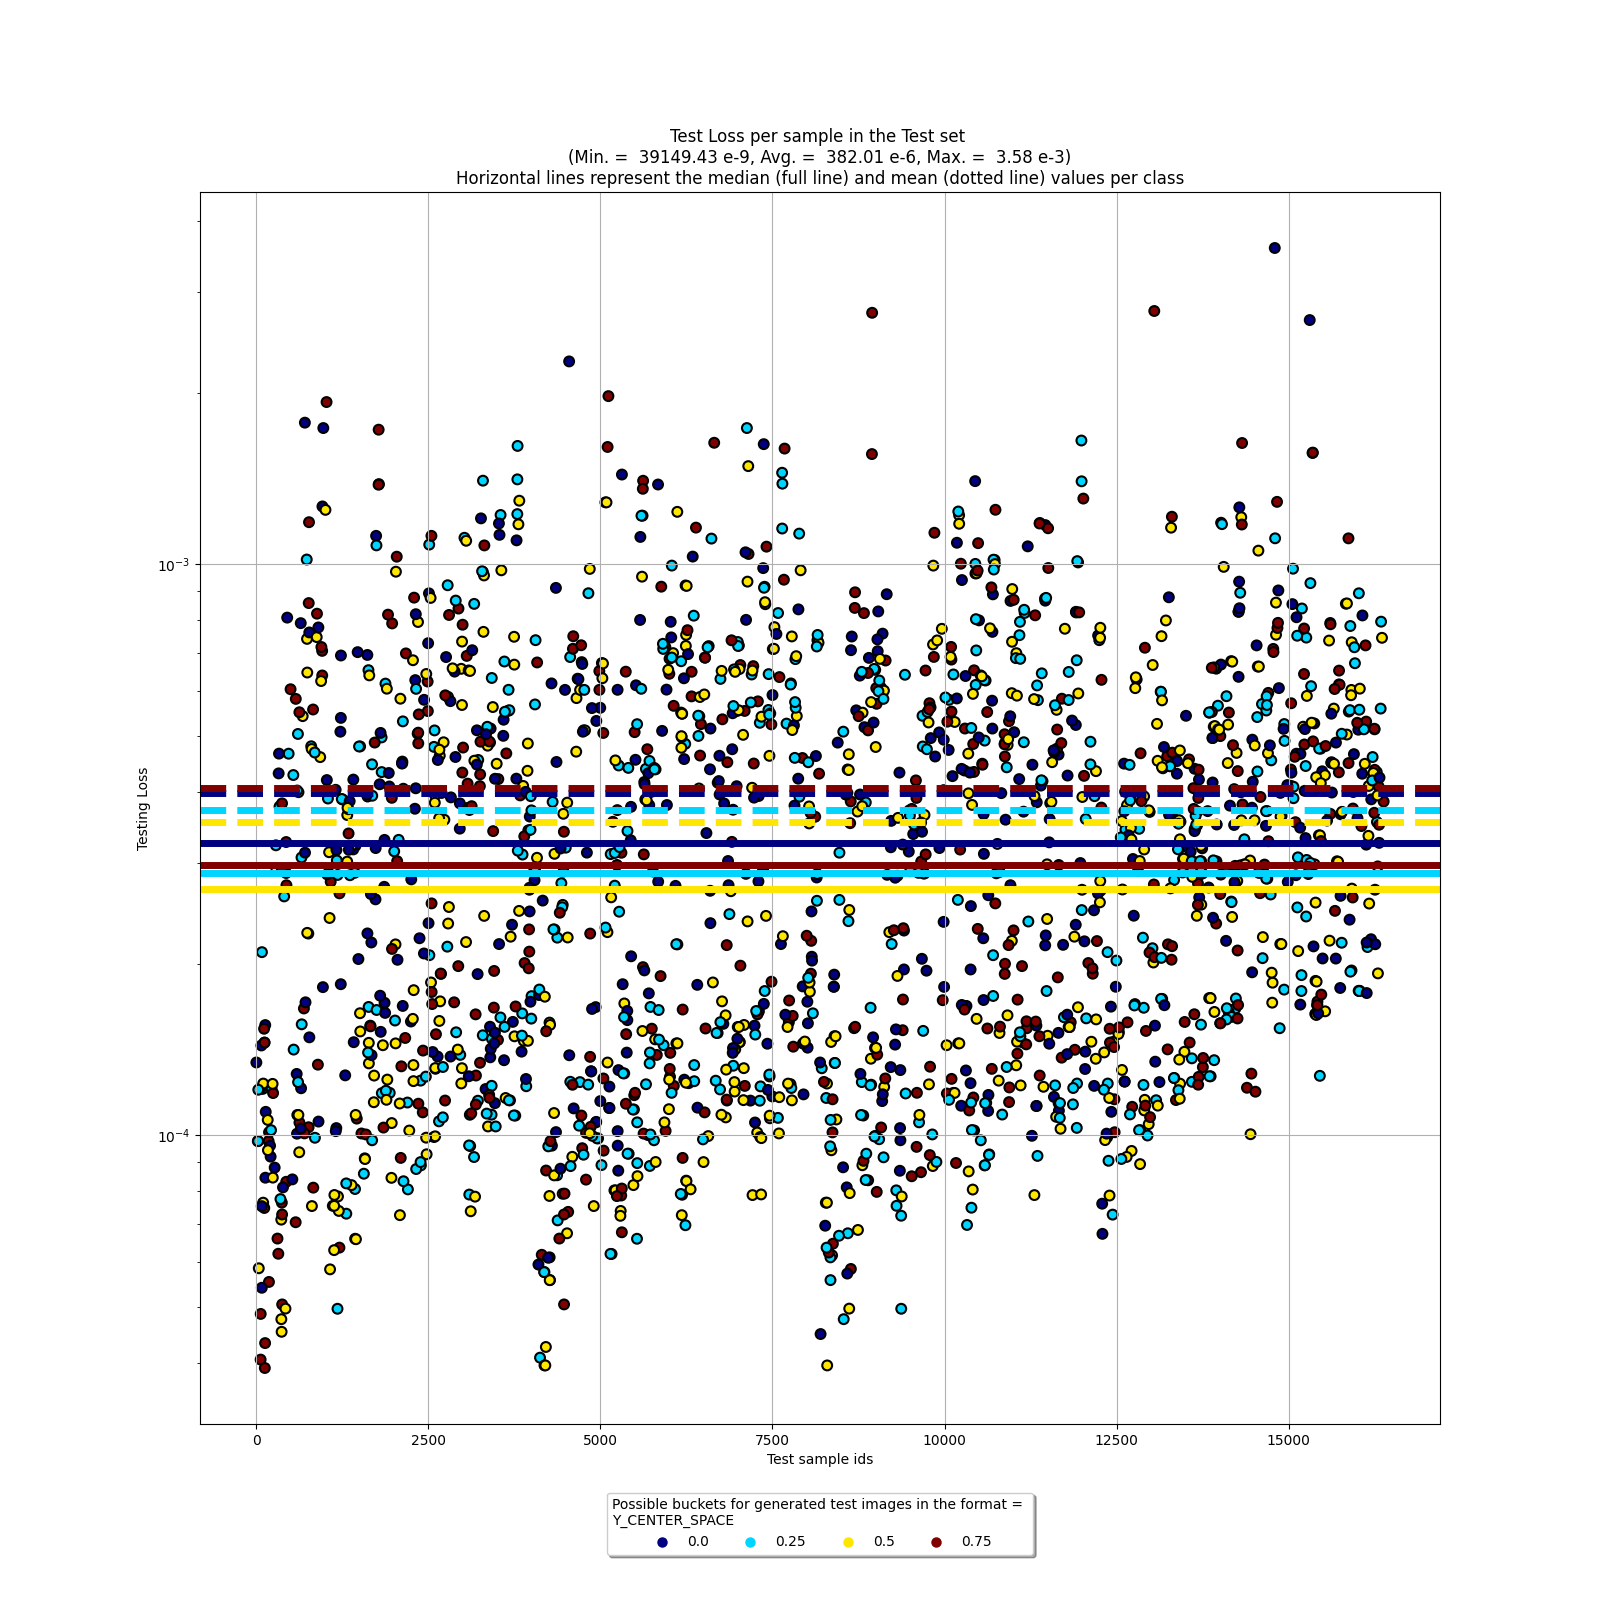 Test Loss per sample in the Test set
(Min. =  39149.43 e-9, Avg. =  382.01 e-6, Max. =  3.58 e-3)
Horizontal lines represent the median (full line) and mean (dotted line) values per class
Testing Loss
10⁻³
10⁻⁴
0 2500 5000 7500 10000 12500 15000
Test sample ids
Possible buckets for generated test images in the format =
Y_CENTER_SPACE
0.0 0.25 0.5 0.75